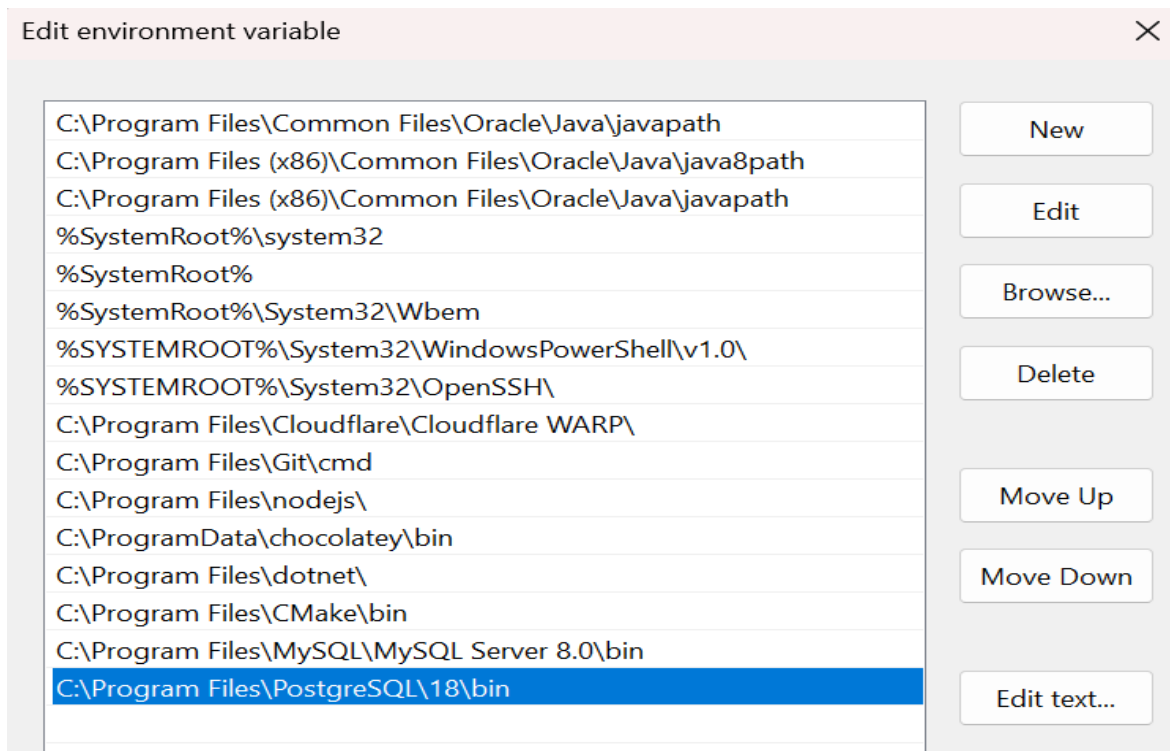 Edit environment variable
C:\Program Files\Common Files\Oracle\Java\javapath
C:\Program Files (x86)\Common Files\Oracle\Java\java8path
C:\Program Files (x86)\Common Files\Oracle\Java\javapath
%SystemRoot%\system32
%SystemRoot%
%SystemRoot%\System32\Wbem
%SYSTEMROOT%\System32\WindowsPowerShell\v1.0\
%SYSTEMROOT%\System32\OpenSSH\
C:\Program Files\Cloudflare\Cloudflare WARP\
C:\Program Files\Git\cmd
C:\Program Files\nodejs\
C:\ProgramData\chocolatey\bin
C:\Program Files\dotnet\
C:\Program Files\CMake\bin
C:\Program Files\MySQL\MySQL Server 8.0\bin
C:\Program Files\PostgreSQL\18\bin
New
Edit
Browse...
Delete
Move Up
Move Down
Edit text...